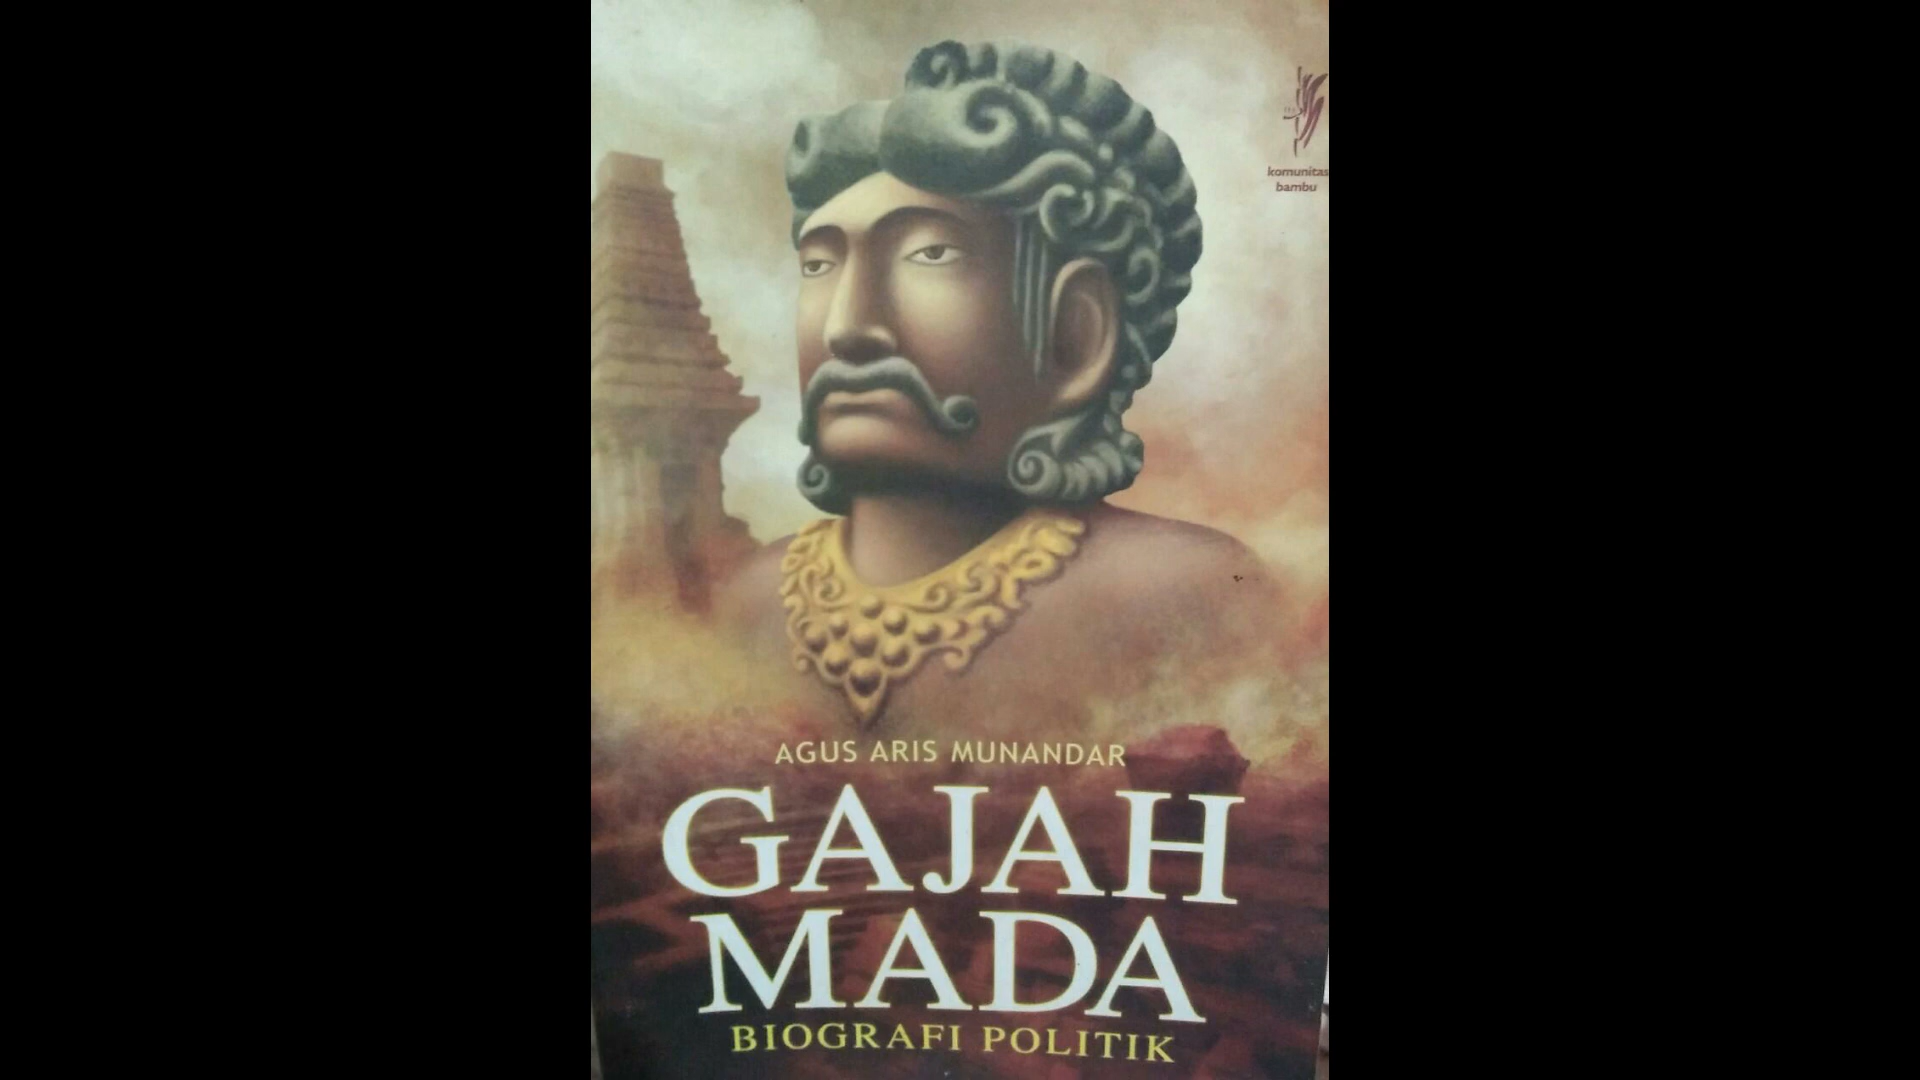 komunitas
bambu
AGUS ARIS MUNANDAR
GAJAH
MADA
BIOGRAFI POLITIK